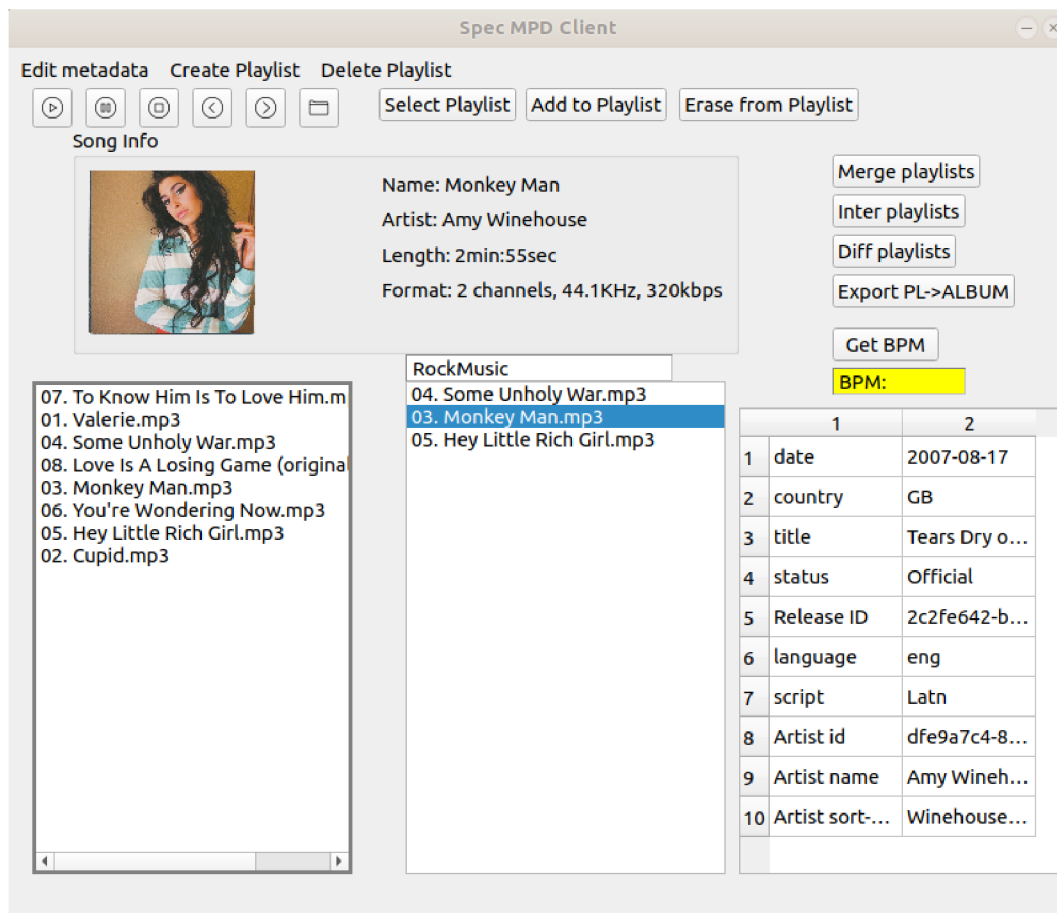 Spec MPD Client
Edit metadata Create Playlist Delete Playlist
Select Playlist Add to Playlist Erase from Playlist
Song Info
Name: Monkey Man
Artist: Amy Winehouse
Length: 2min:55sec
Format: 2 channels, 44.1KHz, 320kbps
Merge playlists
Inter playlists
Diff playlists
Export PL->ALBUM
Get BPM
BPM:
07. To Know Him Is To Love Him.m
01. Valerie.mp3
04. Some Unholy War.mp3
08. Love Is A Losing Game (original
03. Monkey Man.mp3
06. You're Wondering Now.mp3
05. Hey Little Rich Girl.mp3
02. Cupid.mp3
RockMusic
04. Some Unholy War.mp3
03. Monkey Man.mp3
05. Hey Little Rich Girl.mp3
1 2
1 date 2007-08-17
2 country GB
3 title Tears Dry o...
4 status Official
5 Release ID 2c2fe642-b...
6 language eng
7 script Latn
8 Artist id dfe9a7c4-8...
9 Artist name Amy Wineh...
10 Artist sort-... Winehouse...